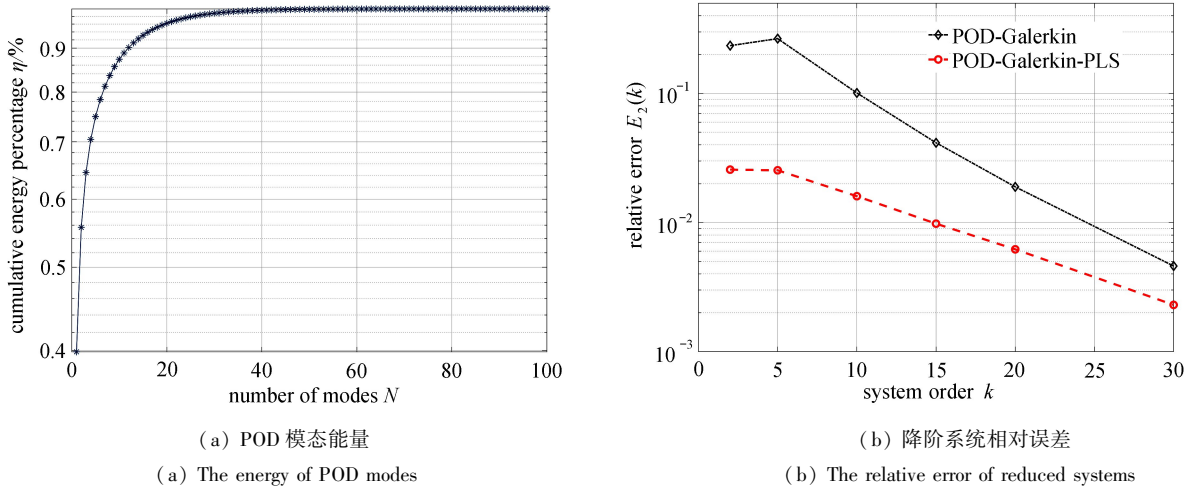 cumulative energy percentage η/%
0.9
0.8
0.7
0.6
0.5
0.4
0 20 40 60 80 100
number of modes N
(a) POD 模态能量
(a) The energy of POD modes
relative error E₂(k)
10⁻¹
10⁻²
10⁻³
POD-Galerkin
POD-Galerkin-PLS
0 5 10 15 20 25 30
system order k
(b) 降阶系统相对误差
(b) The relative error of reduced systems